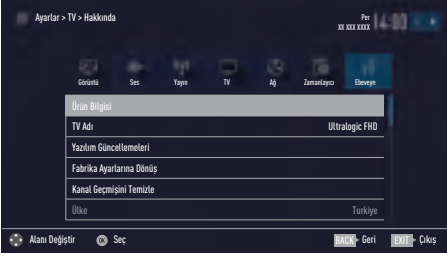 Ayarlar > TV > Hakkında
Per
XX XXX XXXX
Görüntü Ses Yayın TV Ağ Zamanlayıcı Ebeveyn
Ürün Bilgisi
TV Adı Ultralogic FHD
Yazılım Güncellemeleri
Fabrika Ayarlarına Dönüş
Kanal Geçmişini Temizle
Ülke Turkiye
Alanı Değiştir OK Seç BACK Geri EXIT Çıkış